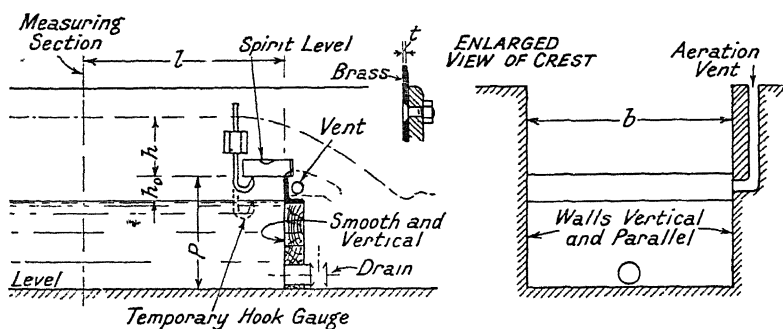 Measuring
Section
l
Spirit Level
t
Brass
ENLARGED
VIEW OF CREST
Aeration
Vent
h
Vent
b
h₀
P
Smooth and
Vertical
Walls Vertical
and Parallel
Level
Drain
Temporary Hook Gauge